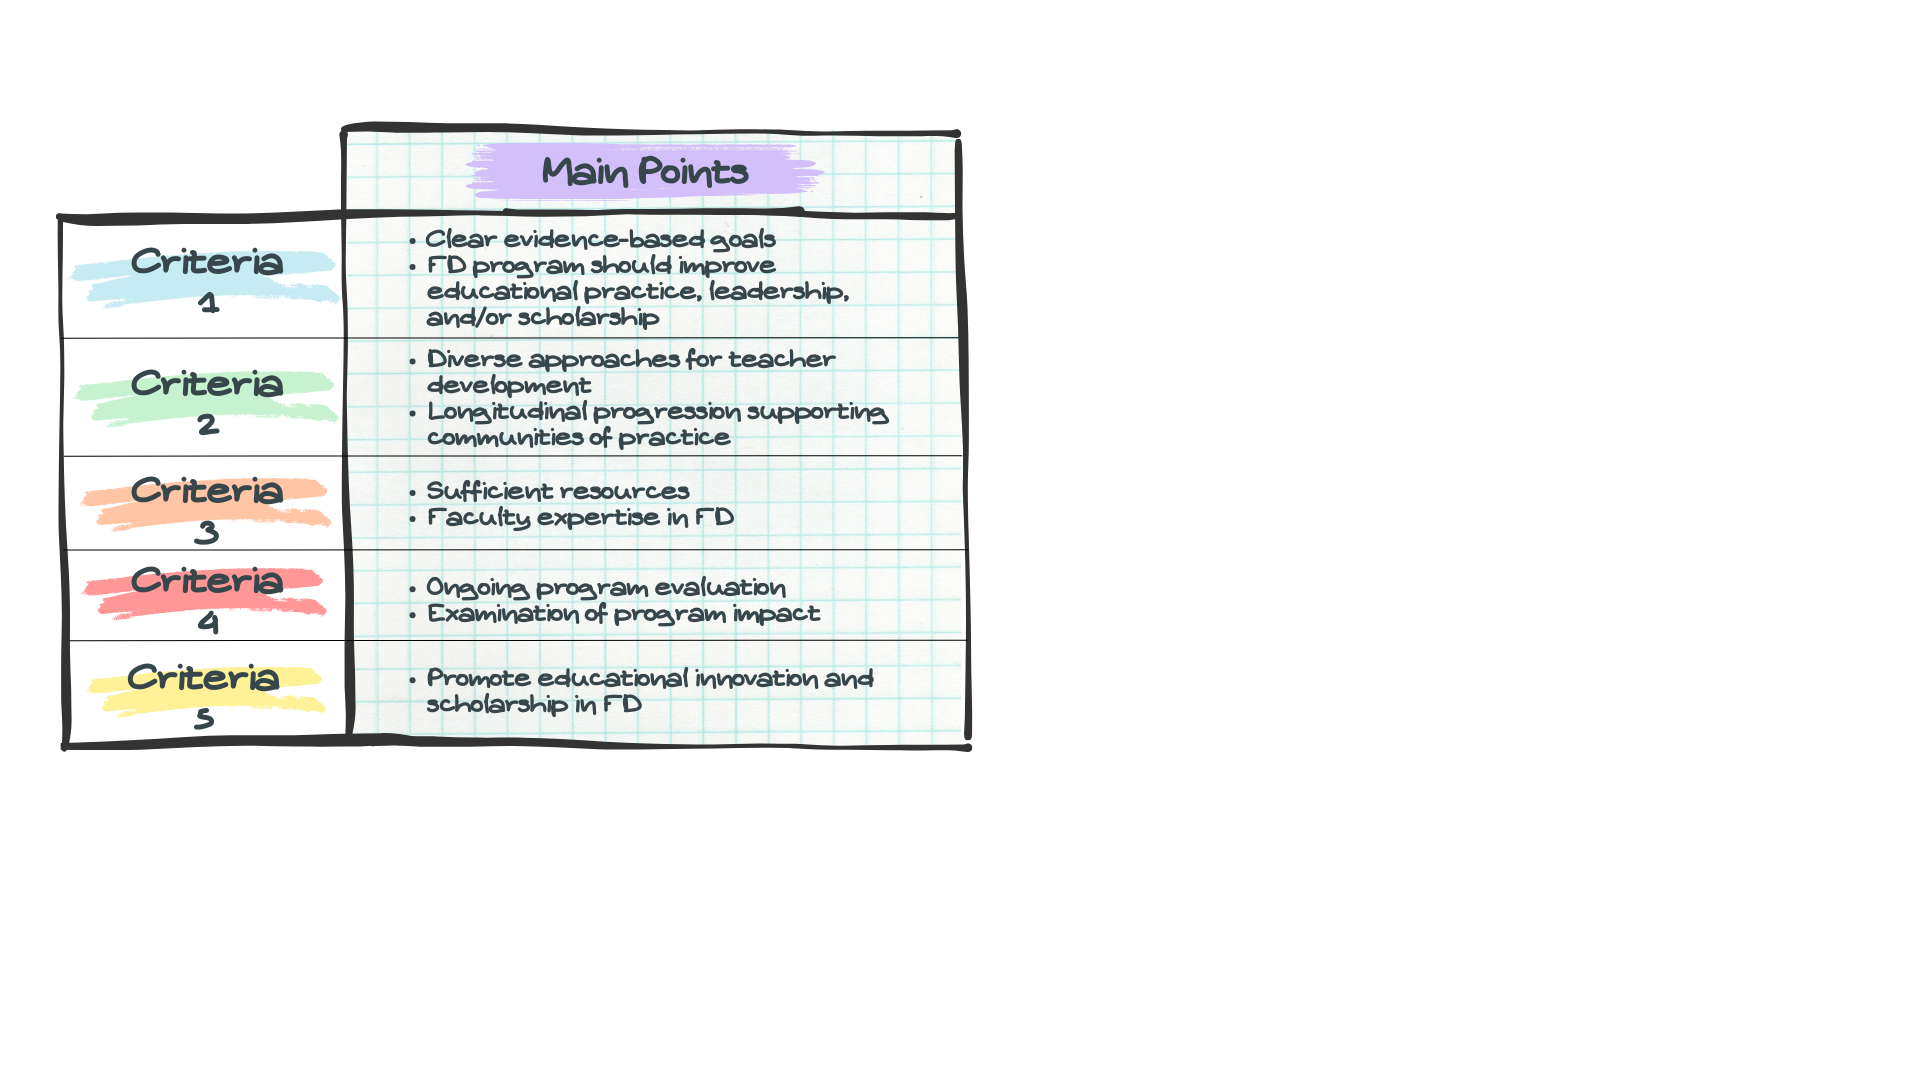 Main Points
Criteria
1
• Clear evidence-based goals
• FD program should improve
educational practice, leadership,
and/or scholarship
Criteria
2
• Diverse approaches for teacher
development
• Longitudinal progression supporting
communities of practice
Criteria
3
• Sufficient resources
• Faculty expertise in FD
Criteria
4
• Ongoing program evaluation
• Examination of program impact
Criteria
5
• Promote educational innovation and
scholarship in FD